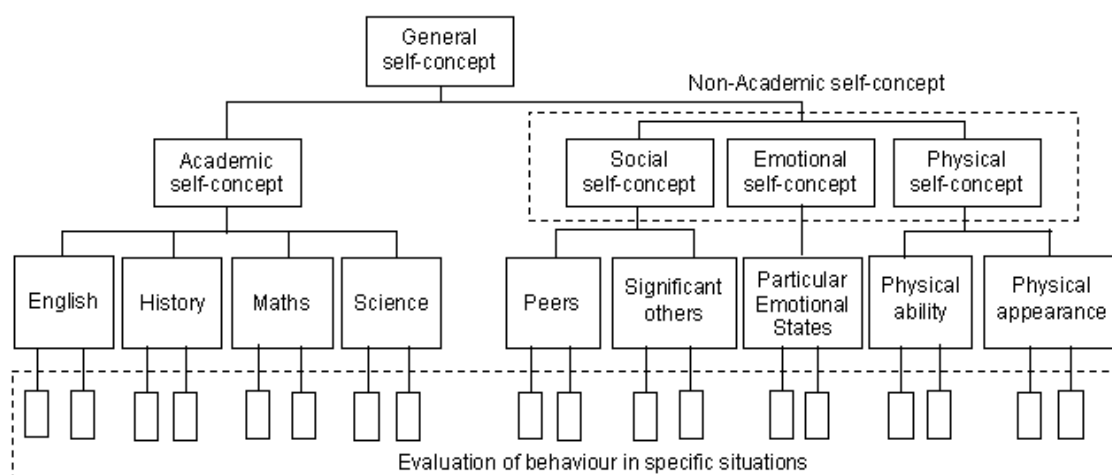 General
self-concept
Non-Academic self-concept
Academic
self-concept
Social
self-concept
Emotional
self-concept
Physical
self-concept
English
History
Maths
Science
Peers
Significant
others
Particular
Emotional
States
Physical
ability
Physical
appearance
Evaluation of behaviour in specific situations